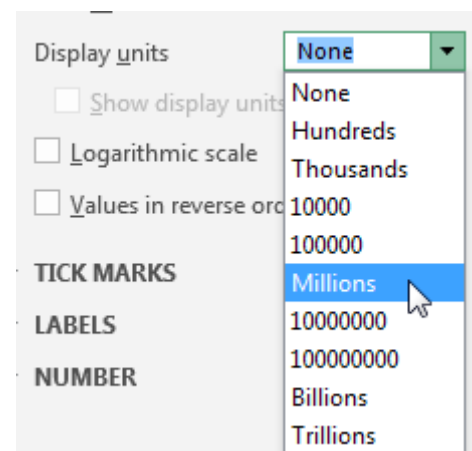 Display units None
None
Show display units
Hundreds
Logarithmic scale
Thousands
Values in reverse ord
10000
100000
TICK MARKS
Millions
LABELS
10000000
100000000
NUMBER
Billions
Trillions